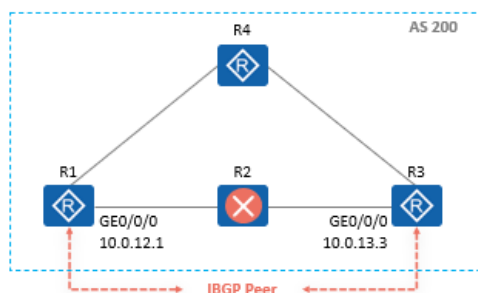 AS 200
R4
R
R1
R2
R3
R
R
GE0/0/0
10.0.12.1
GE0/0/0
10.0.13.3
IBGP Peer